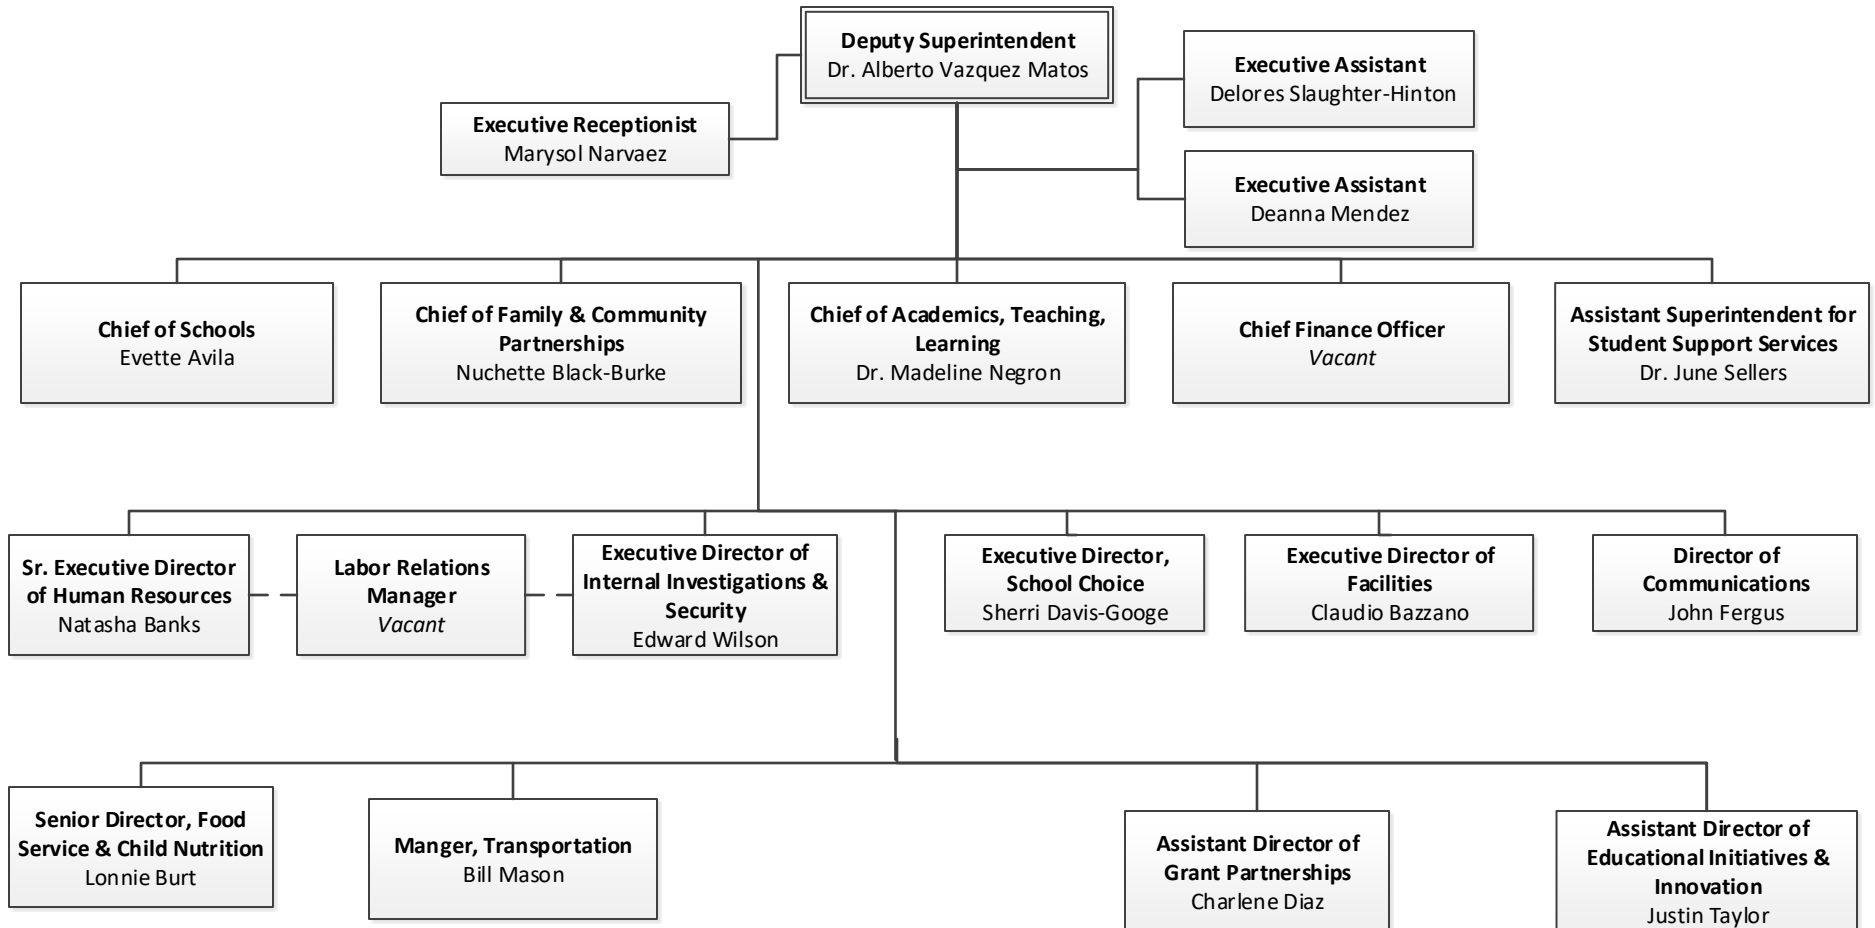 Deputy Superintendent
Dr. Alberto Vazquez Matos
Executive Assistant
Delores Slaughter-Hinton
Executive Receptionist
Marysol Narvaez
Executive Assistant
Deanna Mendez
Chief of Schools
Evette Avila
Chief of Family & Community
Partnerships
Nuchette Black-Burke
Chief of Academics, Teaching,
Learning
Dr. Madeline Negron
Chief Finance Officer
Vacant
Assistant Superintendent for
Student Support Services
Dr. June Sellers
Sr. Executive Director
of Human Resources
Natasha Banks
Labor Relations
Manager
Vacant
Executive Director of
Internal Investigations &
Security
Edward Wilson
Executive Director,
School Choice
Sherri Davis-Googe
Executive Director of
Facilities
Claudio Bazzano
Director of
Communications
John Fergus
Senior Director, Food
Service & Child Nutrition
Lonnie Burt
Manger, Transportation
Bill Mason
Assistant Director of
Grant Partnerships
Charlene Diaz
Assistant Director of
Educational Initiatives &
Innovation
Justin Taylor